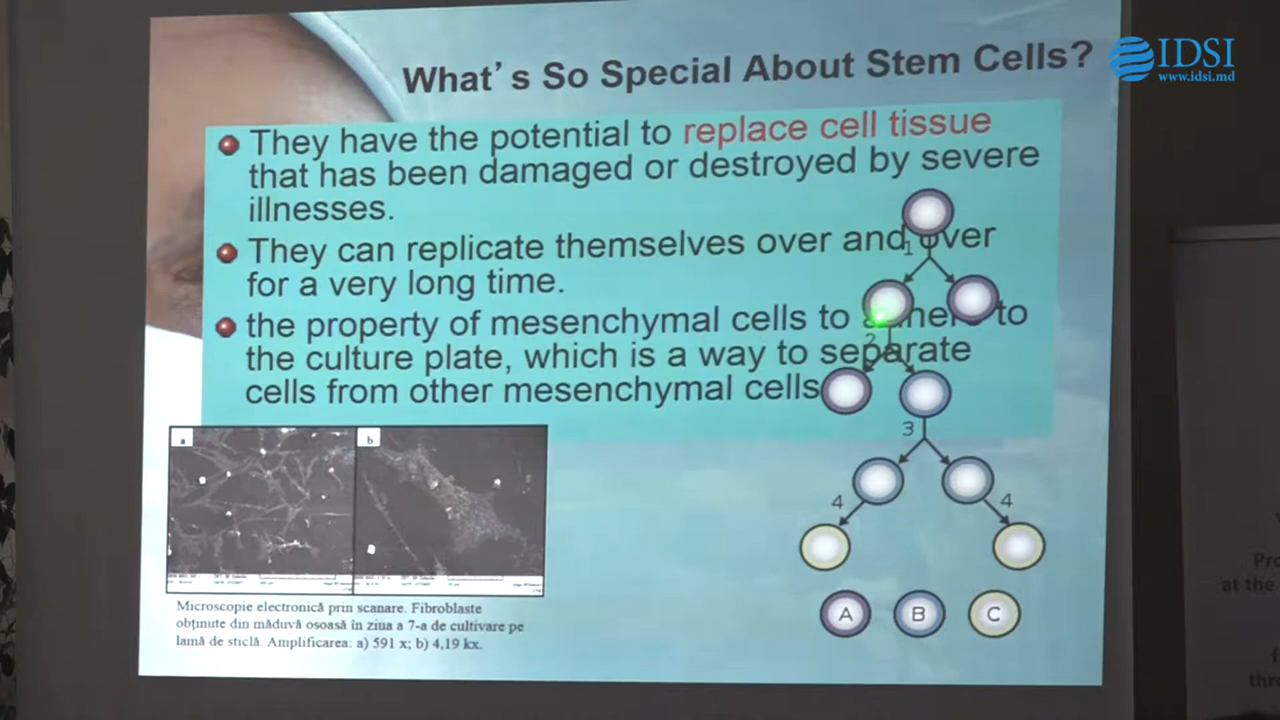 What's So Special About Stem Cells?
IDSI
www.idsi.md
They have the potential to replace cell tissue
that has been damaged or destroyed by severe
illnesses.
They can replicate themselves over and over
for a very long time.
the property of mesenchymal cells to adhere to
the culture plate, which is a way to separate
cells from other mesenchymal cells
1
2
3
4
4
A
B
C
a
b
Microscopie electronică prin scanare. Fibroblaste
obținute din măduvă osoasă în ziua a 7-a de cultivare pe
lamă de sticlă. Amplificarea: a) 591 x; b) 4,19 kx.
at the